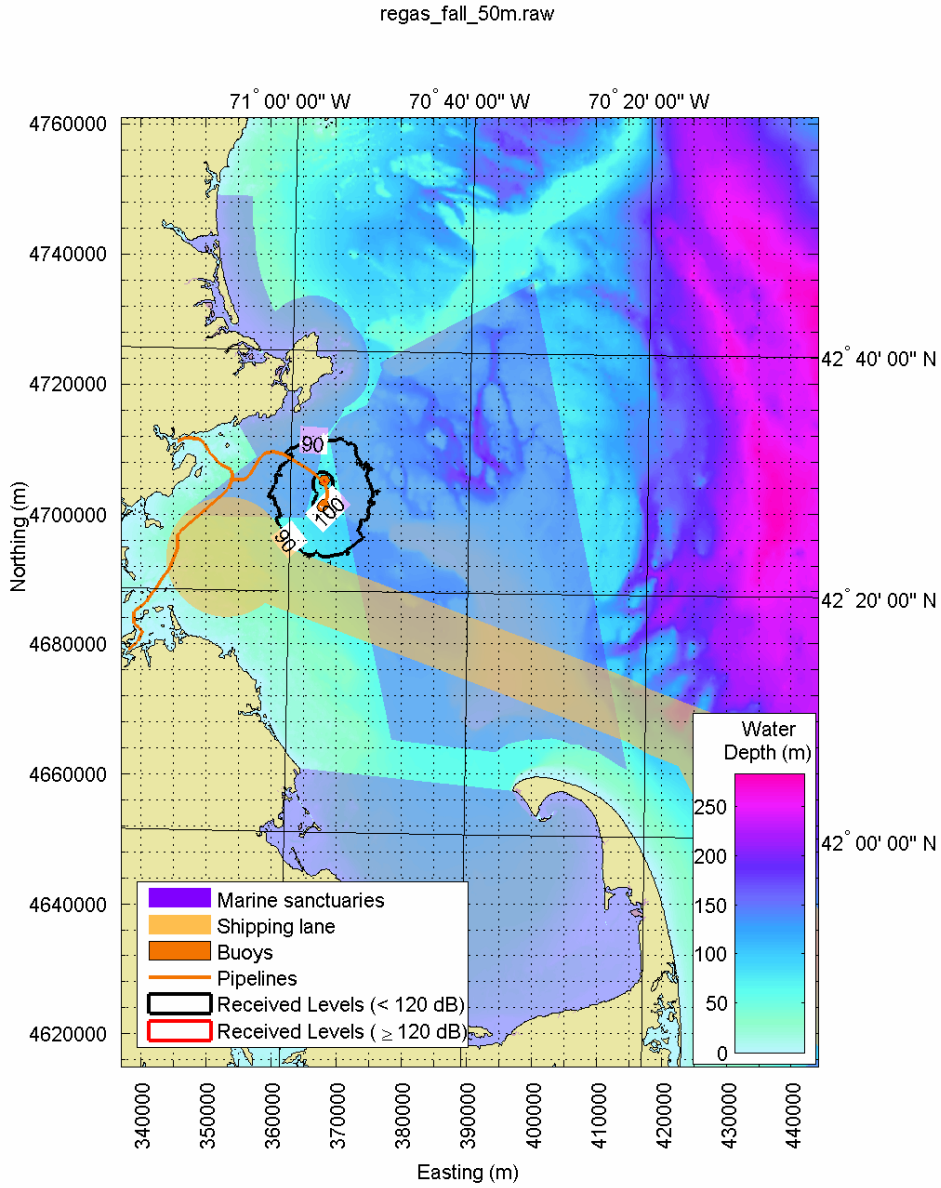 regas_fall_50m.raw
71° 00' 00" W
70° 40' 00" W
70° 20' 00" W
4760000
4740000
4720000
4700000
4680000
4660000
4640000
4620000
Northing (m)
42° 40' 00" N
42° 20' 00" N
42° 00' 00" N
90
100
90
Water
Depth (m)
250
200
150
100
50
0
Marine sanctuaries
Shipping lane
Buoys
Pipelines
Received Levels (< 120 dB)
Received Levels ( ≥ 120 dB)
340000
350000
360000
370000
380000
390000
400000
410000
420000
430000
440000
Easting (m)